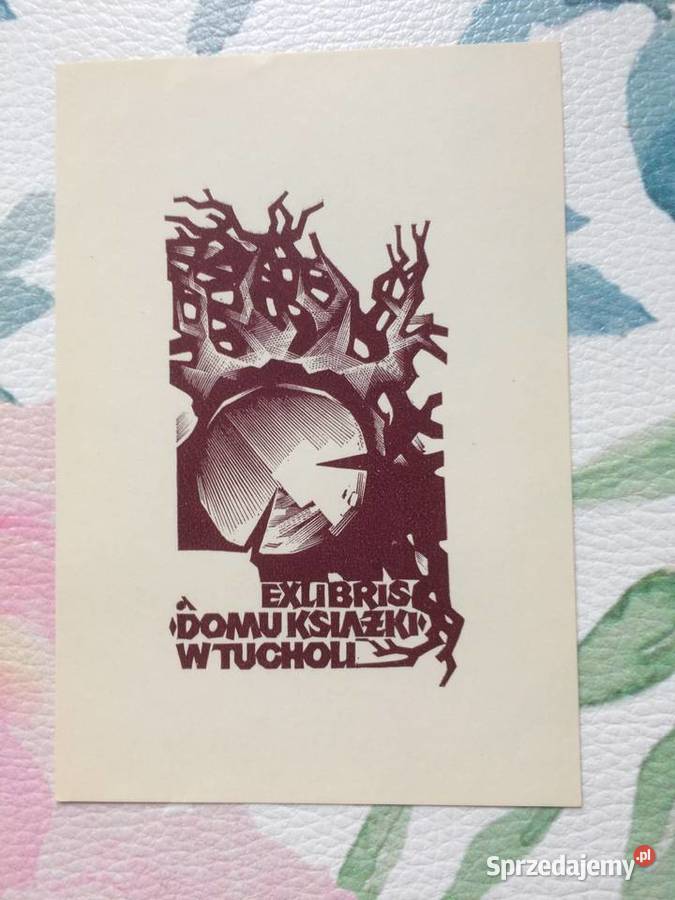 EXLIBRIS
DOMU KSIĄŻKI
W TUCHOLI
Sprzedajemy.pl